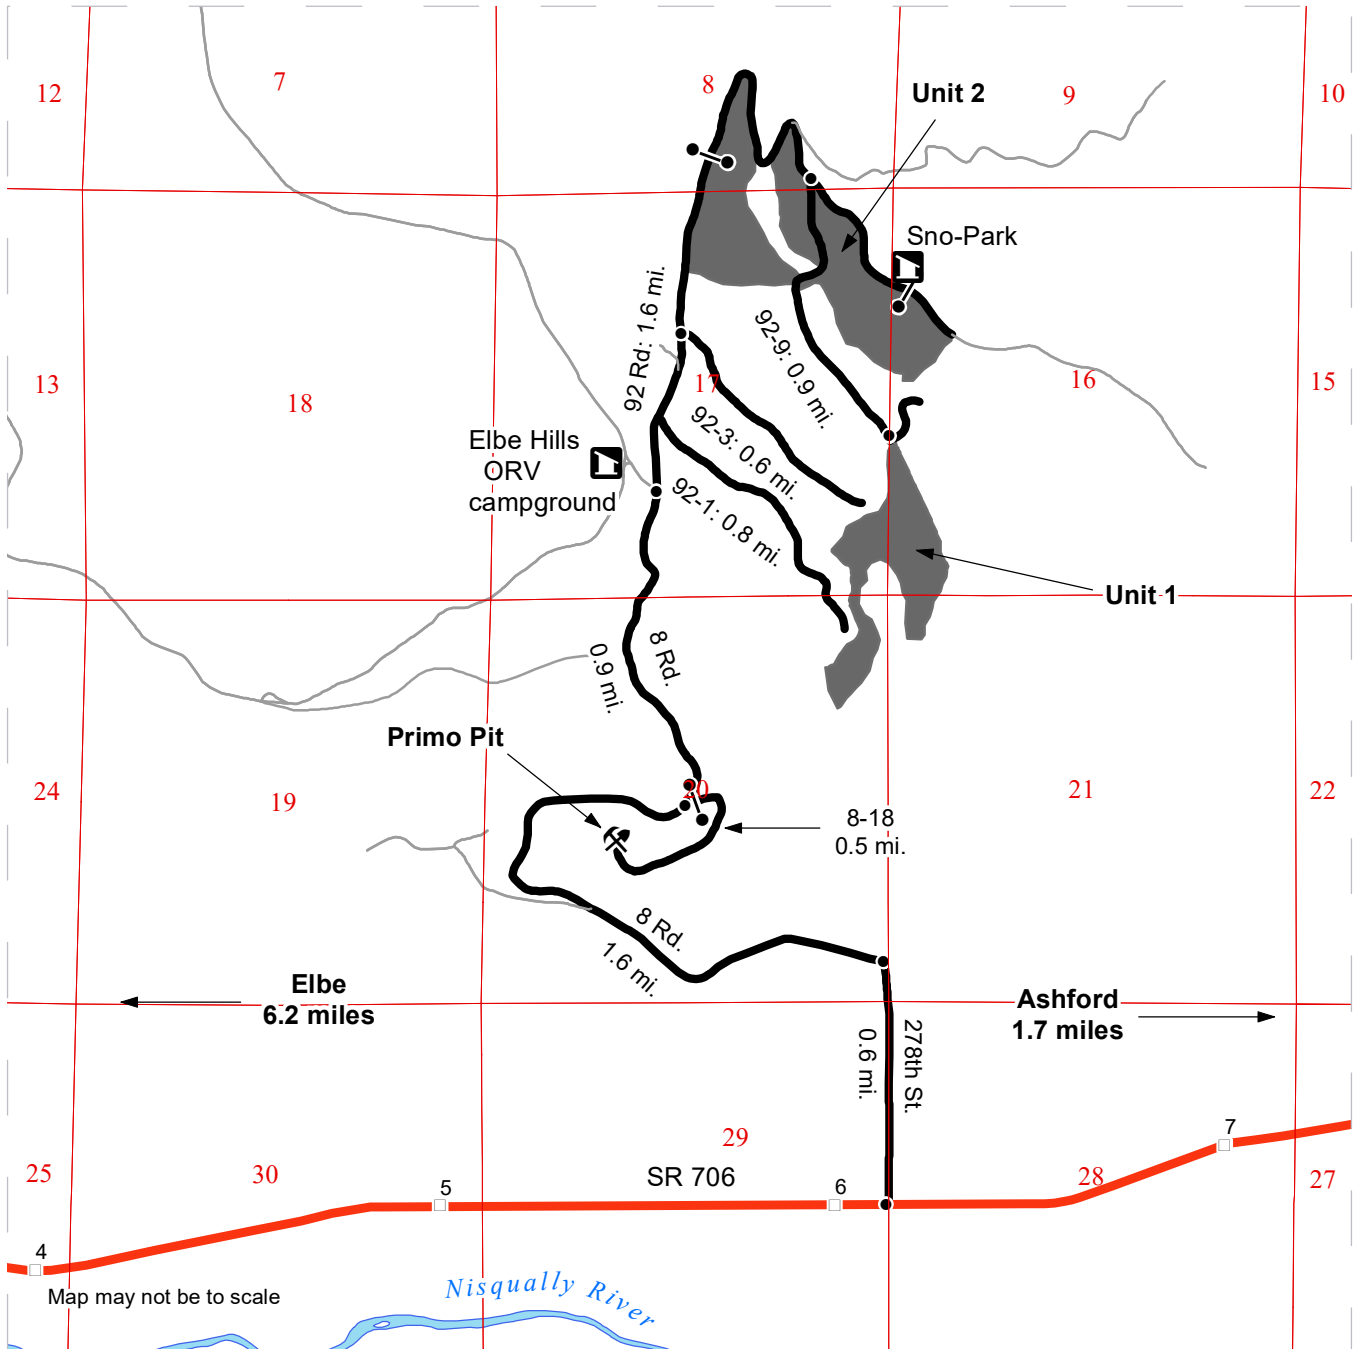 7
8
9
10
12
Unit 2
Sno-Park
92 Rd: 1.6 mi.
92-9: 0.9 mi.
13
18
17
16
15
92-3: 0.6 mi.
Elbe Hills
ORV
campground
92-1: 0.8 mi.
Unit 1
8 Rd.
0.9 mi.
Primo Pit
24
19
20
21
22
8-18
0.5 mi.
8 Rd.
1.6 mi.
Elbe
6.2 miles
Ashford
1.7 miles
278th St.
0.6 mi.
29
7
25
30
SR 706
28
27
5
6
4
Map may not be to scale
Nisqually River